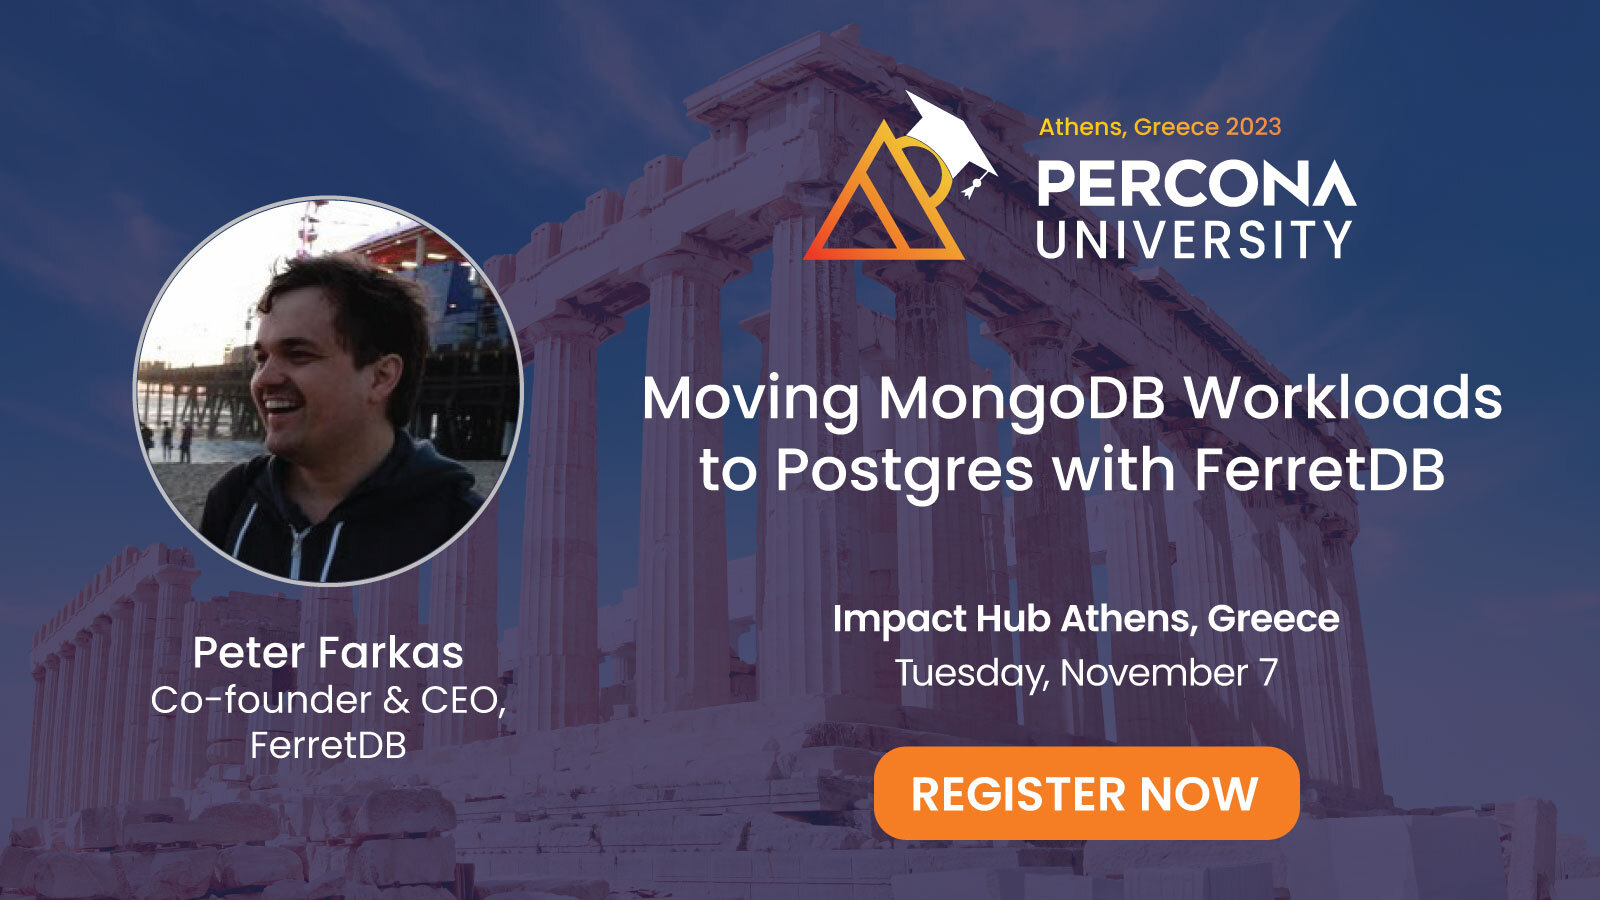 Athens, Greece 2023
PERCONA
UNIVERSITY
Moving MongoDB Workloads
to Postgres with FerretDB
Peter Farkas
Co-founder & CEO,
FerretDB
Impact Hub Athens, Greece
Tuesday, November 7
REGISTER NOW